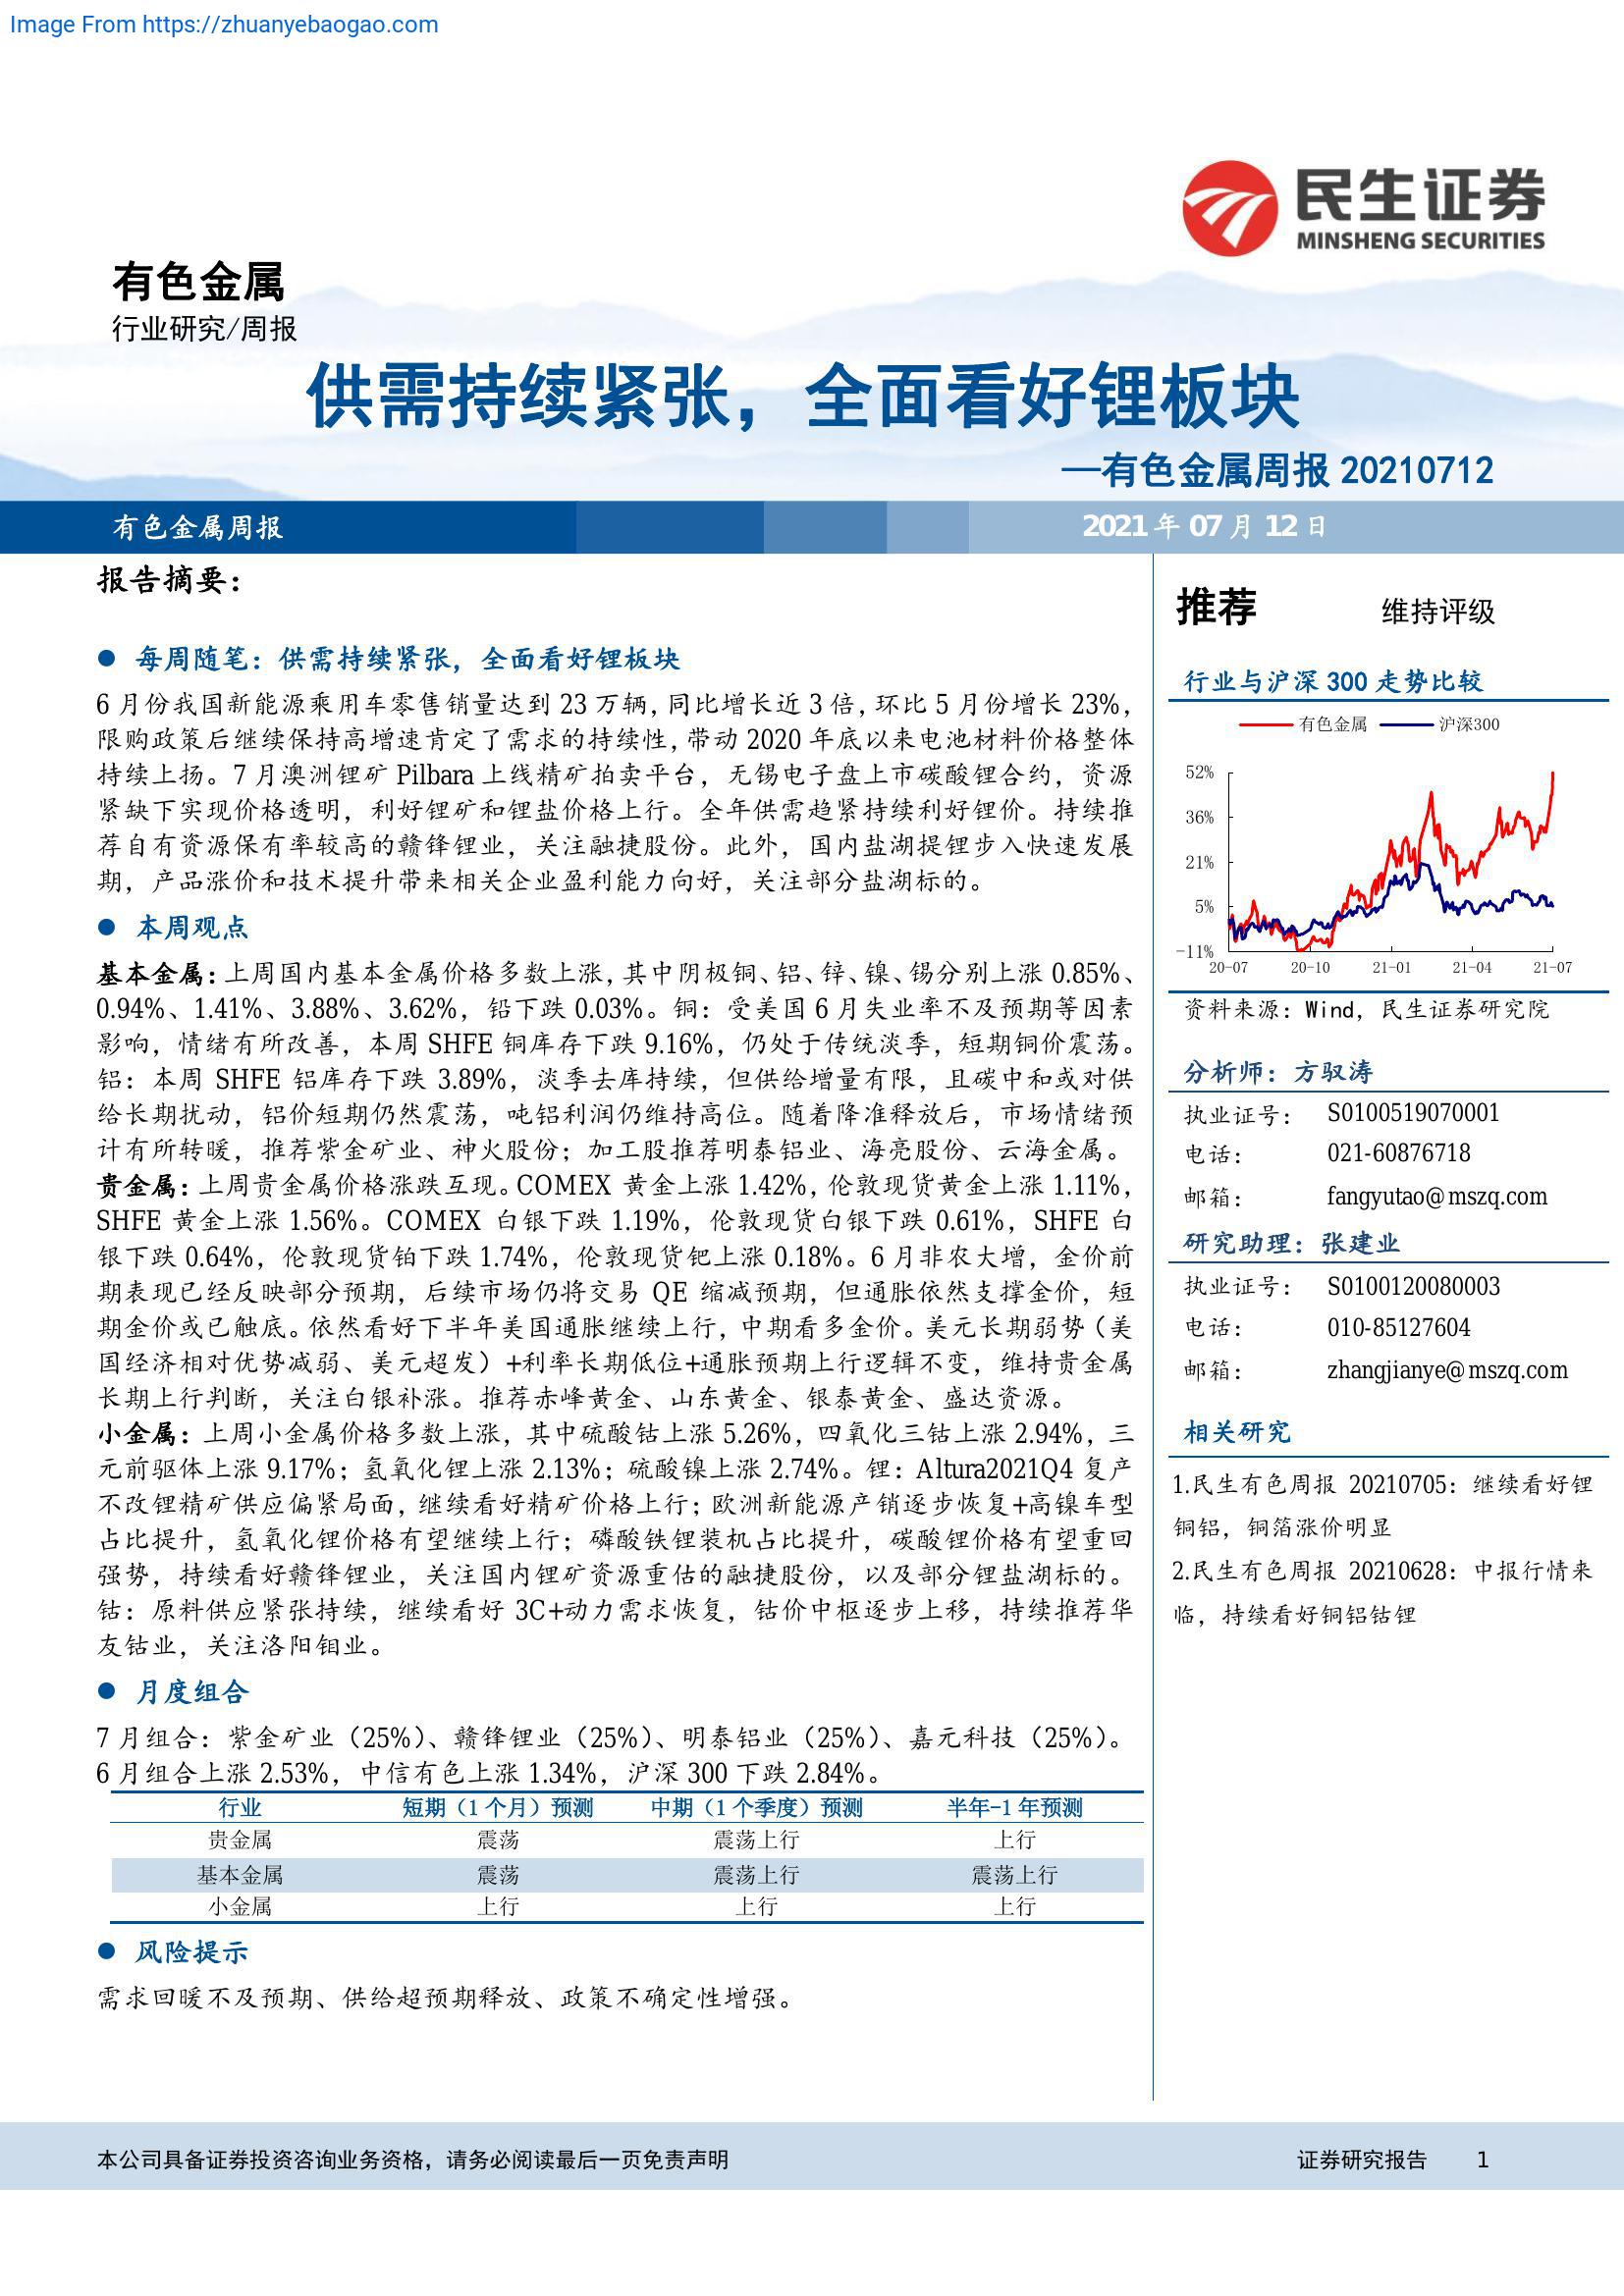 Image From https://zhuanyebaogao.com
民生证券
MINSHENG SECURITIES
有色金属
行业研究/周报
供需持续紧张，全面看好锂板块
—有色金属周报 20210712
有色金属周报
2021 年 07 月 12 日
报告摘要：
● 每周随笔：供需持续紧张，全面看好锂板块
6 月份我国新能源乘用车零售销量达到 23 万辆，同比增长近 3 倍，环比 5 月份增长 23%，
限购政策后继续保持高增速肯定了需求的持续性，带动 2020 年底以来电池材料价格整体
持续上扬。7 月澳洲锂矿 Pilbara 上线精矿拍卖平台，无锡电子盘上市碳酸锂合约，资源
紧缺下实现价格透明，利好锂矿和锂盐价格上行。全年供需趋紧持续利好锂价。持续推
荐自有资源保有率较高的赣锋锂业，关注融捷股份。此外，国内盐湖提锂步入快速发展
期，产品涨价和技术提升带来相关企业盈利能力向好，关注部分盐湖标的。
● 本周观点
基本金属：上周国内基本金属价格多数上涨，其中阴极铜、铝、锌、镍、锡分别上涨 0.85%、
0.94%、1.41%、3.88%、3.62%，铅下跌 0.03%。铜：受美国 6 月失业率不及预期等因素
影响，情绪有所改善，本周 SHFE 铜库存下跌 9.16%，仍处于传统淡季，短期铜价震荡。
铝：本周 SHFE 铝库存下跌 3.89%，淡季去库持续，但供给增量有限，且碳中和或对供
给长期扰动，铝价短期仍然震荡，吨铝利润仍维持高位。随着降准释放后，市场情绪预
计有所转暖，推荐紫金矿业、神火股份；加工股推荐明泰铝业、海亮股份、云海金属。
贵金属：上周贵金属价格涨跌互现。COMEX 黄金上涨 1.42%，伦敦现货黄金上涨 1.11%，
SHFE 黄金上涨 1.56%。COMEX 白银下跌 1.19%，伦敦现货白银下跌 0.61%，SHFE 白
银下跌 0.64%，伦敦现货铂下跌 1.74%，伦敦现货钯上涨 0.18%。6 月非农大增，金价前
期表现已经反映部分预期，后续市场仍将交易 QE 缩减预期，但通胀依然支撑金价，短
期金价或已触底。依然看好下半年美国通胀继续上行，中期看多金价。美元长期弱势（美
国经济相对优势减弱、美元超发）+利率长期低位+通胀预期上行逻辑不变，维持贵金属
长期上行判断，关注白银补涨。推荐赤峰黄金、山东黄金、银泰黄金、盛达资源。
小金属：上周小金属价格多数上涨，其中硫酸钴上涨 5.26%，四氧化三钴上涨 2.94%，三
元前驱体上涨 9.17%；氢氧化锂上涨 2.13%；硫酸镍上涨 2.74%。锂：Altura2021Q4 复产
不改锂精矿供应偏紧局面，继续看好精矿价格上行；欧洲新能源产销逐步恢复+高镍车型
占比提升，氢氧化锂价格有望继续上行；磷酸铁锂装机占比提升，碳酸锂价格有望重回
强势，持续看好赣锋锂业，关注国内锂矿资源重估的融捷股份，以及部分锂盐湖标的。
钴：原料供应紧张持续，继续看好 3C+动力需求恢复，钴价中枢逐步上移，持续推荐华
友钴业，关注洛阳钼业。
● 月度组合
7 月组合：紫金矿业（25%）、赣锋锂业（25%）、明泰铝业（25%）、嘉元科技（25%）。
6 月组合上涨 2.53%，中信有色上涨 1.34%，沪深 300 下跌 2.84%。
行业 短期（1 个月）预测 中期（1 个季度）预测 半年-1 年预测
贵金属 震荡 震荡上行 上行
基本金属 震荡 震荡上行 震荡上行
小金属 上行 上行 上行
● 风险提示
需求回暖不及预期、供给超预期释放、政策不确定性增强。
推荐 维持评级
行业与沪深 300 走势比较
有色金属 沪深300
52%
36%
21%
5%
-11%
20-07 20-10 21-01 21-04 21-07
资料来源：Wind，民生证券研究院
分析师：方驭涛
执业证号： S0100519070001
电话： 021-60876718
邮箱： fangyutao@mszq.com
研究助理：张建业
执业证号： S0100120080003
电话： 010-85127604
邮箱： zhangjianye@mszq.com
相关研究
1.民生有色周报 20210705：继续看好锂
铜铝，铜箔涨价明显
2.民生有色周报 20210628：中报行情来
临，持续看好铜铝钴锂
本公司具备证券投资咨询业务资格，请务必阅读最后一页免责声明
证券研究报告 1